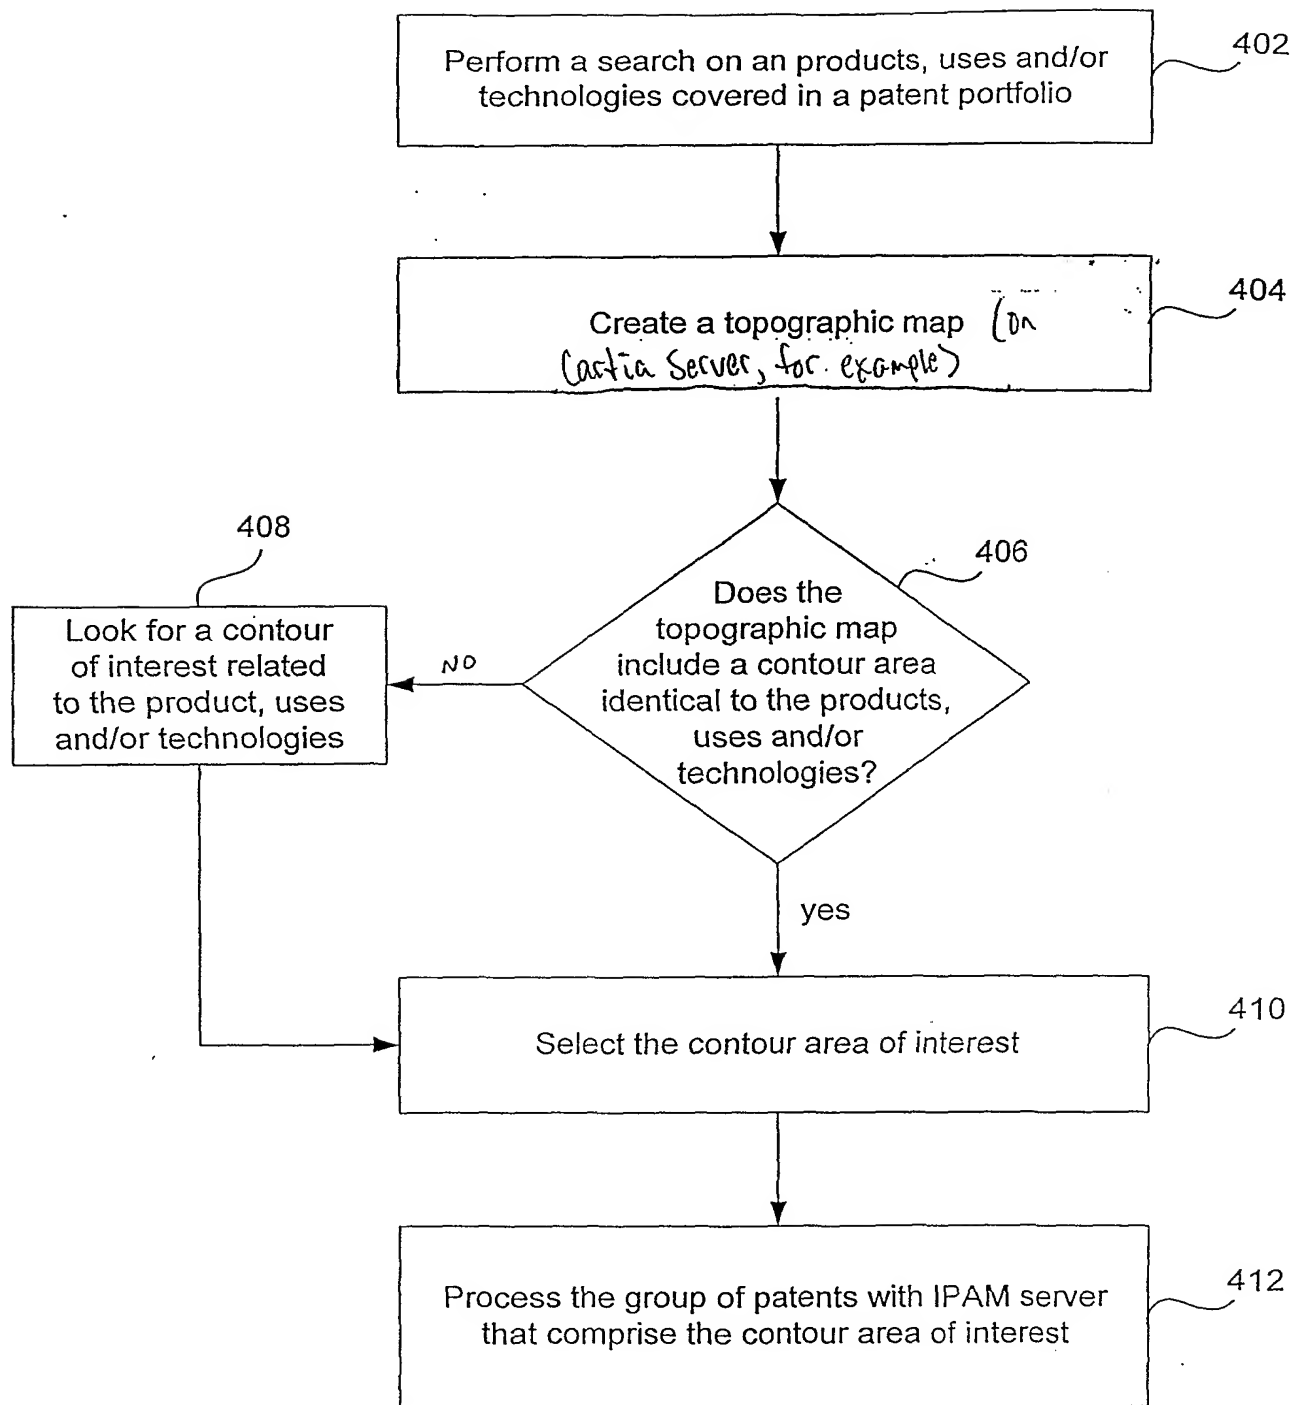 Perform a search on an products, uses and/or
technologies covered in a patent portfolio
402
Create a topographic map (on
Cartia Server, for example)
404
Does the
topographic map
include a contour area
identical to the products,
uses and/or
technologies?
406
NO
408
Look for a contour
of interest related
to the product, uses
and/or technologies
yes
Select the contour area of interest
410
Process the group of patents with IPAM server
that comprise the contour area of interest
412